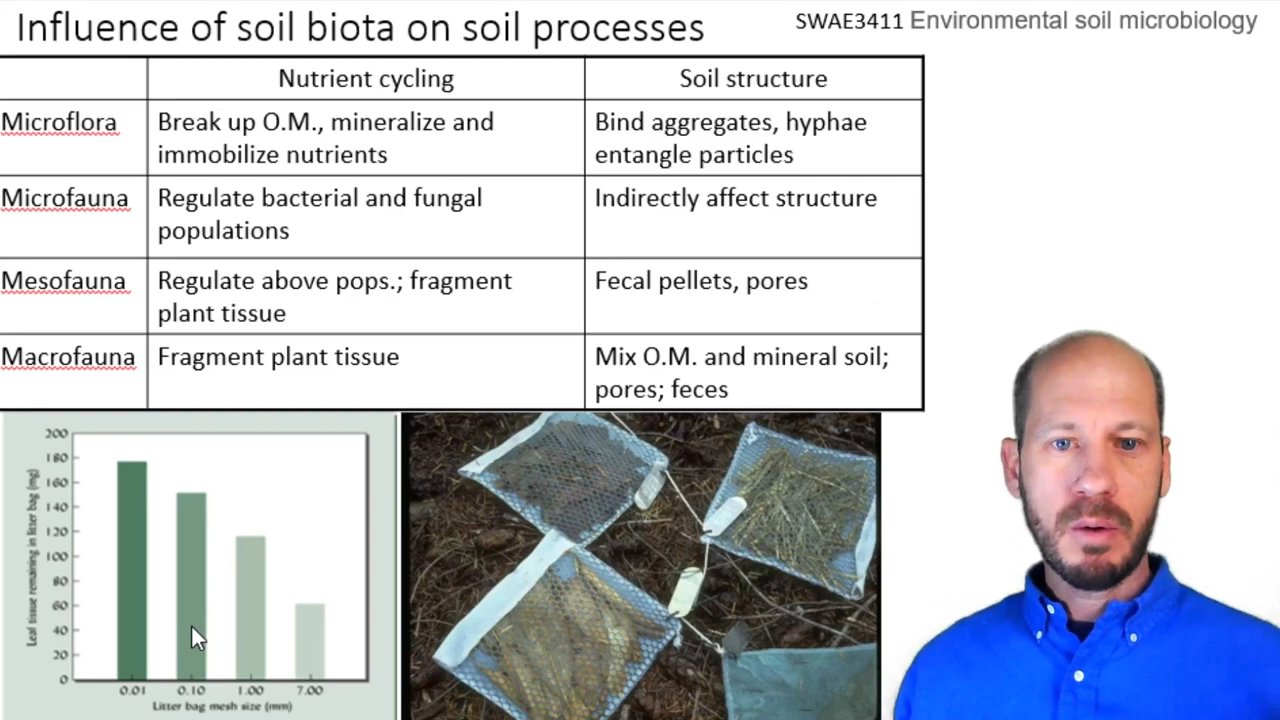 Influence of soil biota on soil processes
SWAE3411 Environmental soil microbiology
Nutrient cycling
Soil structure
Microflora
Break up O.M., mineralize and
immobilize nutrients
Bind aggregates, hyphae
entangle particles
Microfauna
Regulate bacterial and fungal
populations
Indirectly affect structure
Mesofauna
Regulate above pops.; fragment
plant tissue
Fecal pellets, pores
Macrofauna
Fragment plant tissue
Mix O.M. and mineral soil;
pores; feces
Leaf tissue remaining in litter bag (mg)
200
180
160
140
120
100
80
60
40
20
0
0.01 0.10 1.00 7.00
Litter bag mesh size (mm)